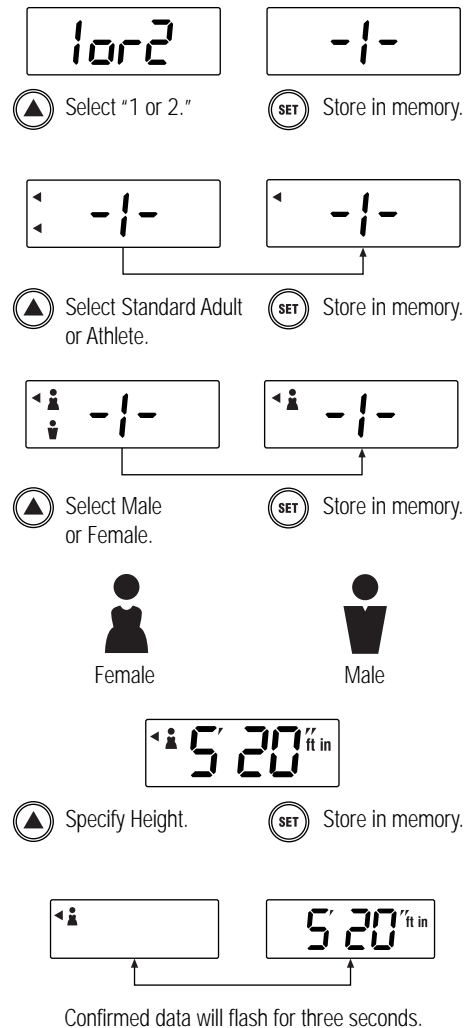 1or2 -1-
Select "1 or 2." SET Store in memory.
-1- -1-
Select Standard Adult SET Store in memory.
or Athlete.
-1- -1-
Select Male SET Store in memory.
or Female.
Female Male
5' 20" ft in
Specify Height. SET Store in memory.
5' 20" ft in
Confirmed data will flash for three seconds.